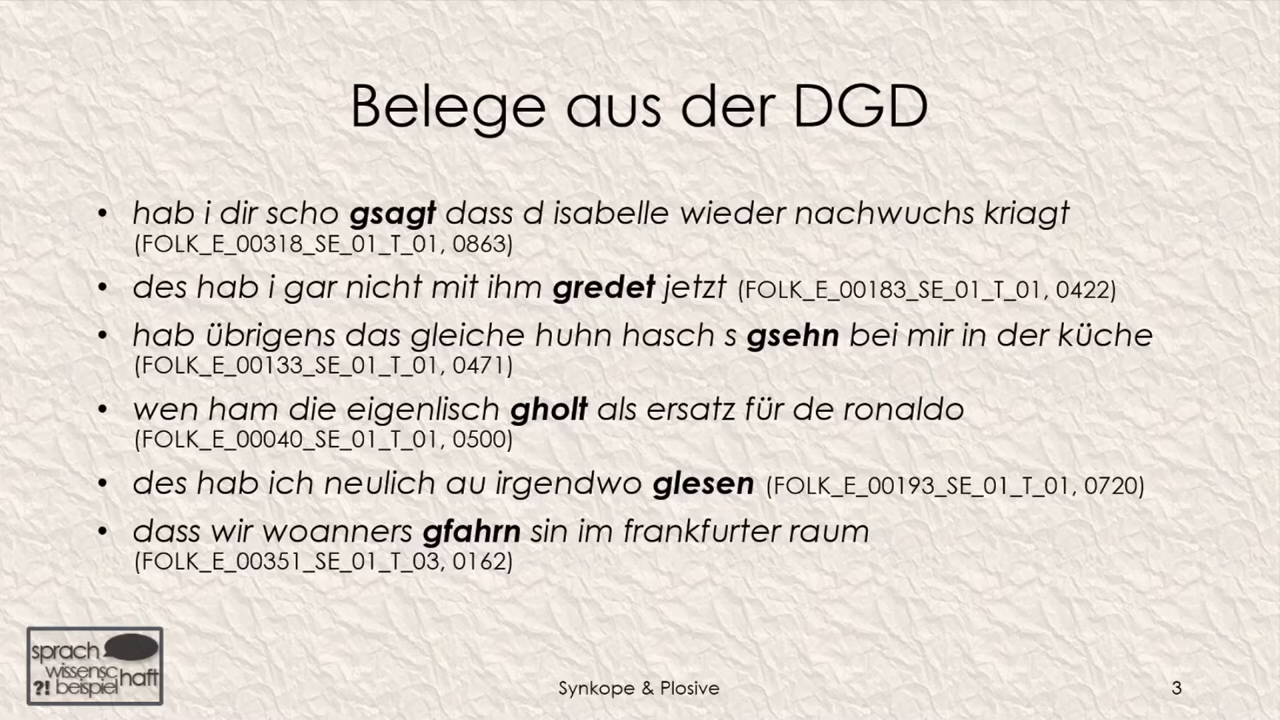 Belege aus der DGD
• hab i dir scho gsagt dass d isabelle wieder nachwuchs kriagt
(FOLK_E_00318_SE_01_T_01, 0863)
• des hab i gar nicht mit ihm gredet jetzt (FOLK_E_00183_SE_01_T_01, 0422)
• hab übrigens das gleiche huhn hasch s gsehn bei mir in der küche
(FOLK_E_00133_SE_01_T_01, 0471)
• wen ham die eigenlisch gholt als ersatz für de ronaldo
(FOLK_E_00040_SE_01_T_01, 0500)
• des hab ich neulich au irgendwo glesen (FOLK_E_00193_SE_01_T_01, 0720)
• dass wir woanners gfahrn sin im frankfurter raum
(FOLK_E_00351_SE_01_T_03, 0162)
sprach
wissensc
haft
?! beispiel
Synkope & Plosive
3